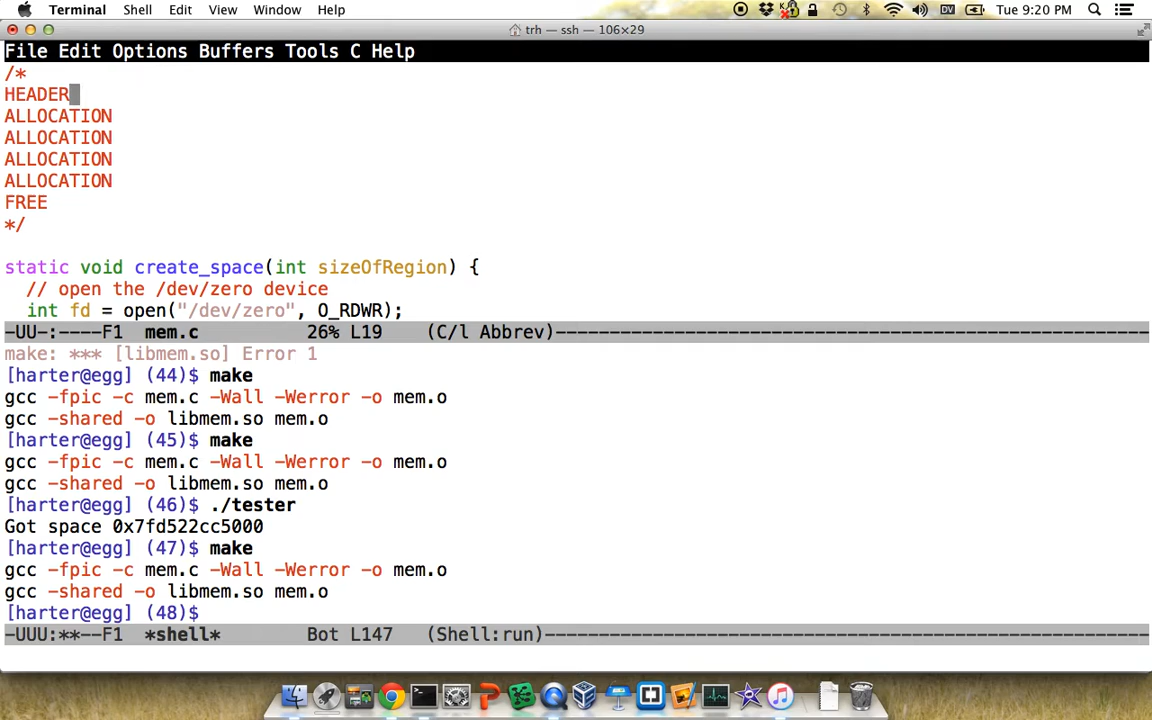 Terminal Shell Edit View Window Help Tue 9:20 PM
trh — ssh — 106×29
File Edit Options Buffers Tools C Help
/*
HEADER
ALLOCATION
ALLOCATION
ALLOCATION
ALLOCATION
FREE
*/
static void create_space(int sizeOfRegion) {
// open the /dev/zero device
int fd = open("/dev/zero", O_RDWR);
-UU-:----F1 mem.c 26% L19 (C/l Abbrev)-------------------------------------------------------
make: *** [libmem.so] Error 1
[harter@egg] (44)$ make
gcc -fpic -c mem.c -Wall -Werror -o mem.o
gcc -shared -o libmem.so mem.o
[harter@egg] (45)$ make
gcc -fpic -c mem.c -Wall -Werror -o mem.o
gcc -shared -o libmem.so mem.o
[harter@egg] (46)$ ./tester
Got space 0x7fd522cc5000
[harter@egg] (47)$ make
gcc -fpic -c mem.c -Wall -Werror -o mem.o
gcc -shared -o libmem.so mem.o
[harter@egg] (48)$
-UUU:**--F1 *shell* Bot L147 (Shell:run)--------------------------------------------------------